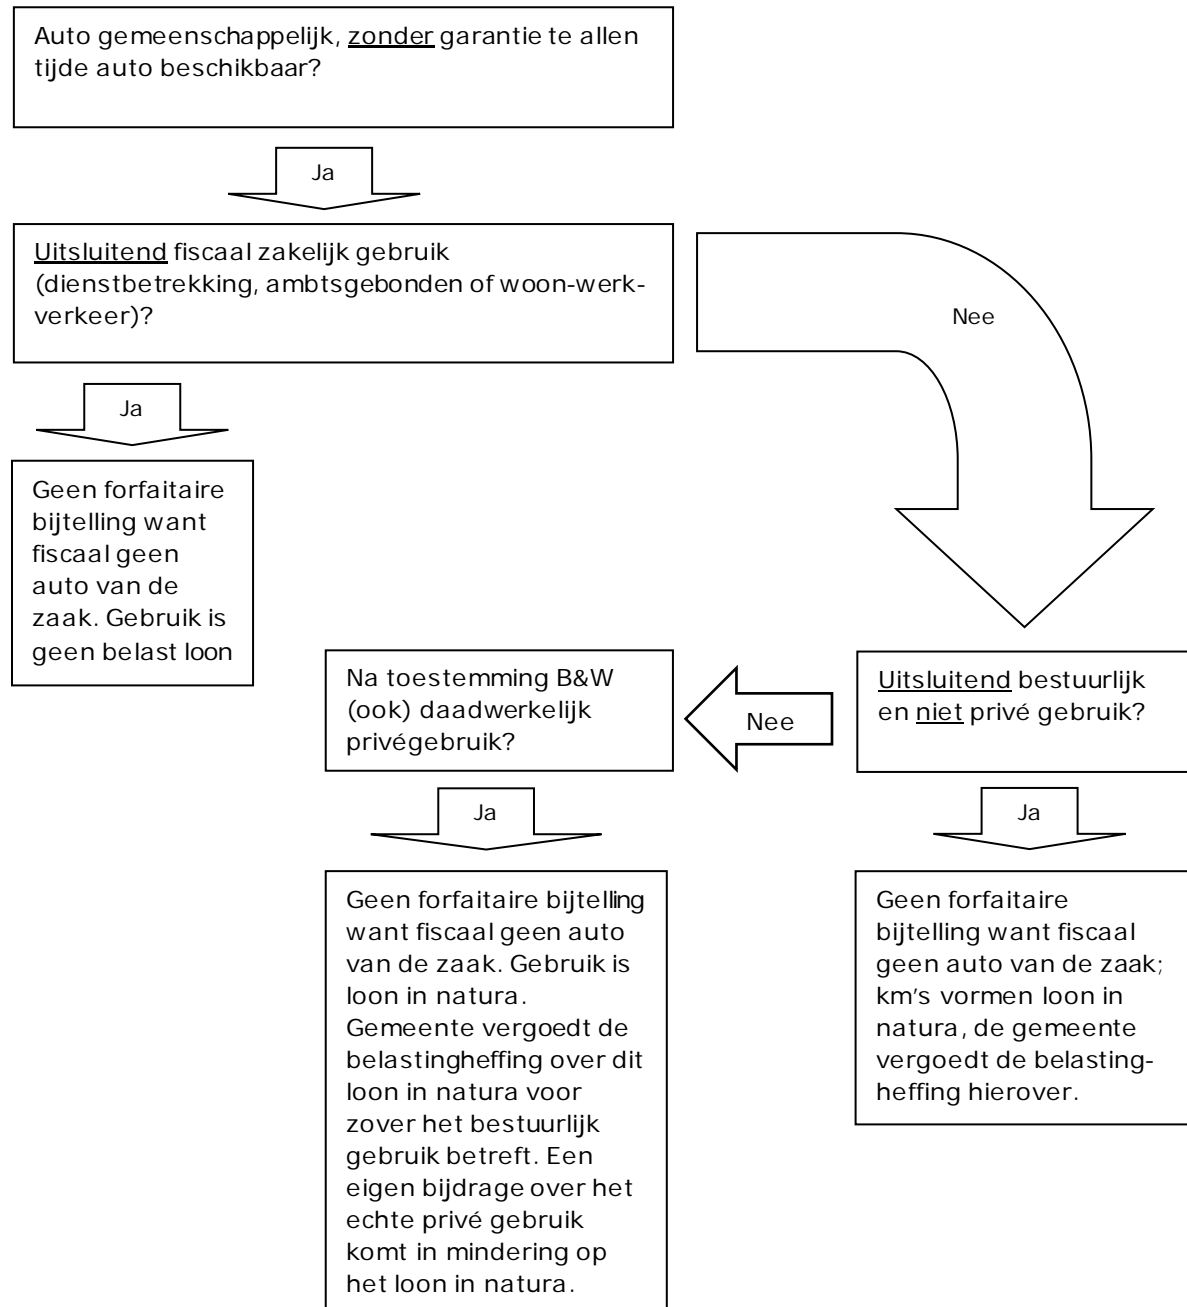 Auto gemeenschappelijk, zonder garantie te allen
tijde auto beschikbaar?
Ja
Uitsluitend fiscaal zakelijk gebruik
(dienstbetrekking, ambtsgebonden of woon-werk-
verkeer)?
Nee
Ja
Geen forfaitaire
bijtelling want
fiscaal geen
auto van de
zaak. Gebruik is
geen belast loon
Uitsluitend bestuurlijk
en niet privé gebruik?
Nee
Na toestemming B&W
(ook) daadwerkelijk
privégebruik?
Ja
Geen forfaitaire bijtelling
want fiscaal geen auto
van de zaak. Gebruik is
loon in natura.
Gemeente vergoedt de
belastingheffing over dit
loon in natura voor
zover het bestuurlijk
gebruik betreft. Een
eigen bijdrage over het
echte privé gebruik
komt in mindering op
het loon in natura.
Ja
Geen forfaitaire
bijtelling want fiscaal
geen auto van de zaak;
km's vormen loon in
natura, de gemeente
vergoedt de belasting-
heffing hierover.